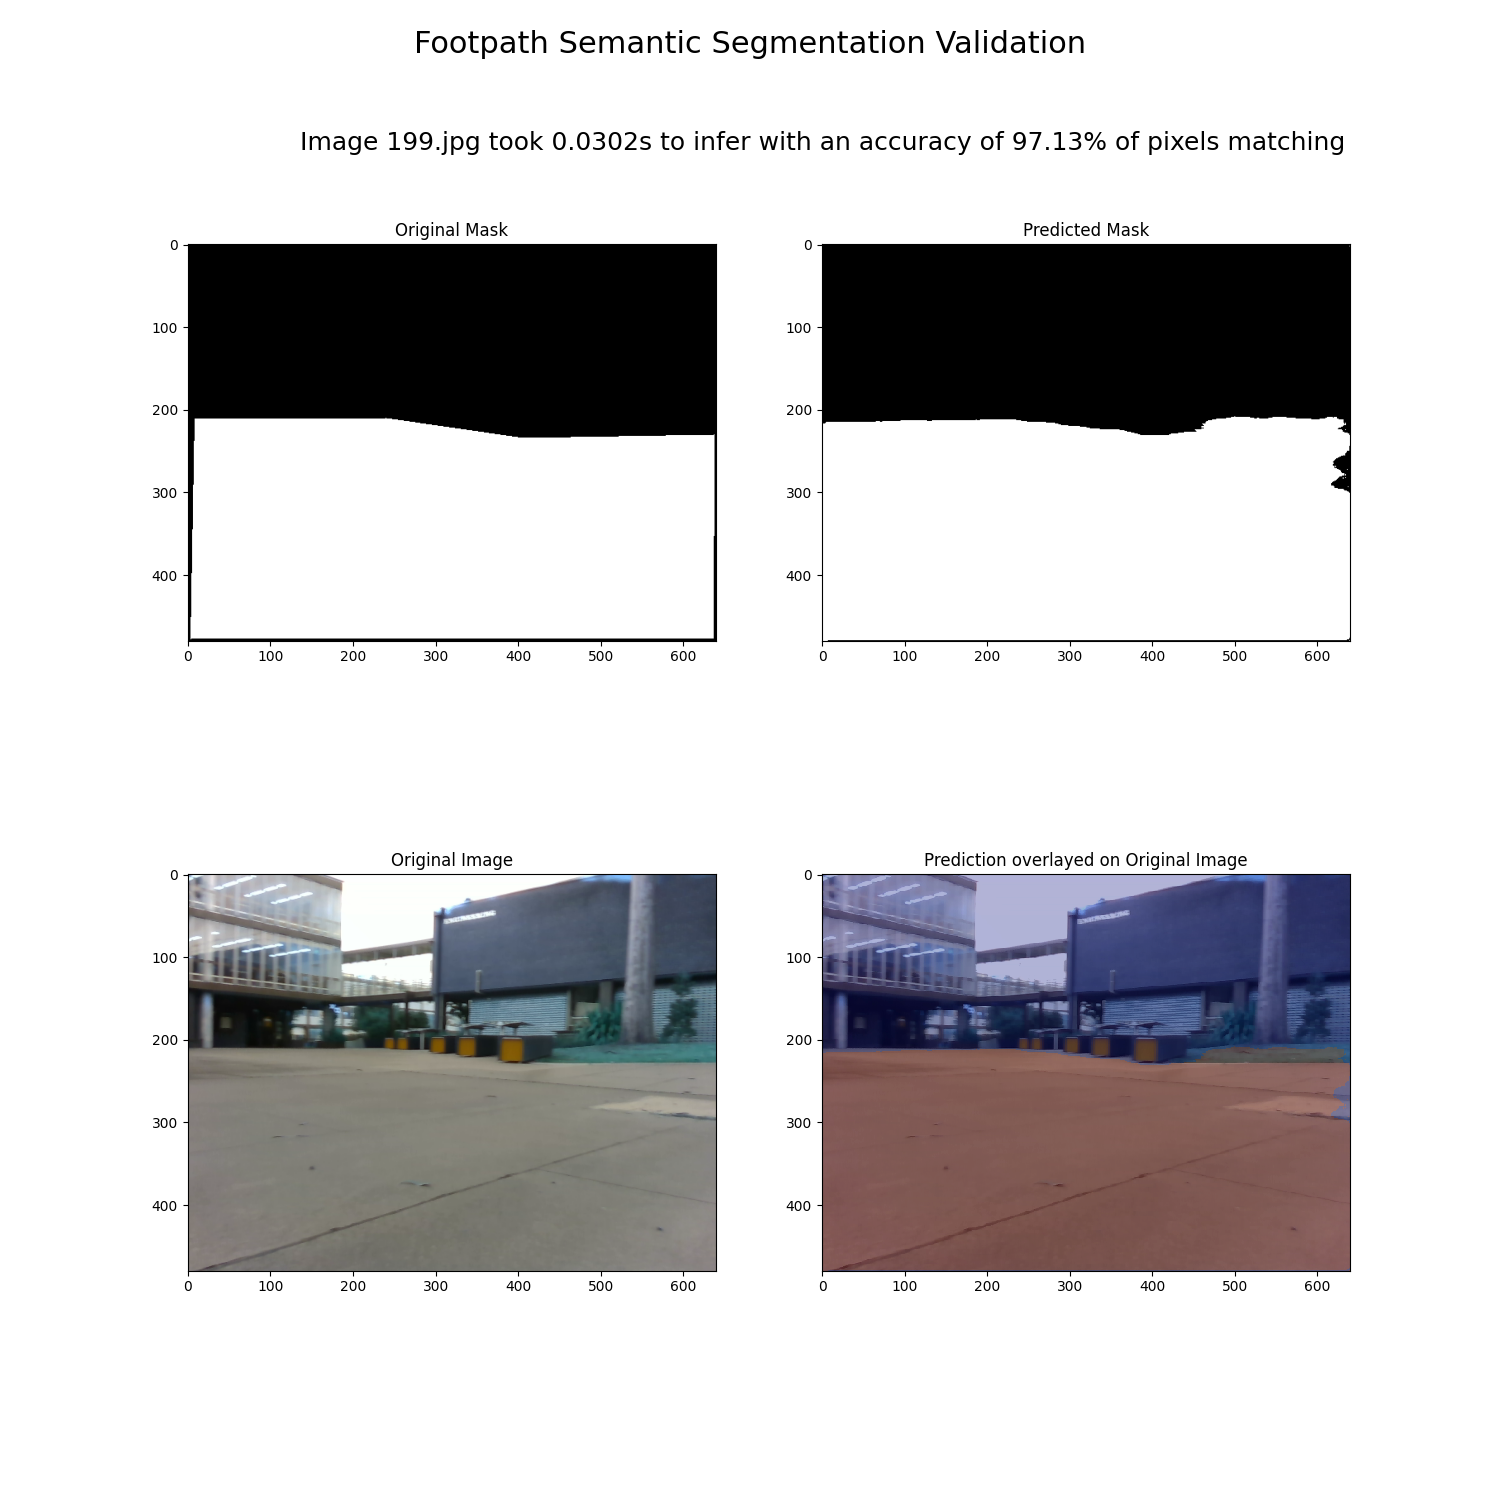 Footpath Semantic Segmentation Validation
Image 199.jpg took 0.0302s to infer with an accuracy of 97.13% of pixels matching
Original Mask
0
100
200
300
400
0 100 200 300 400 500 600
Predicted Mask
0
100
200
300
400
0 100 200 300 400 500 600
Original Image
0
100
200
300
400
0 100 200 300 400 500 600
Prediction overlayed on Original Image
0
100
200
300
400
0 100 200 300 400 500 600